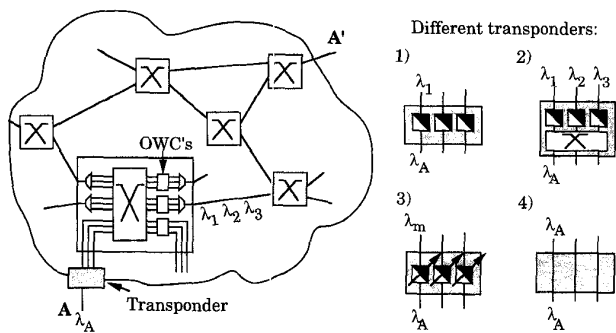 A'
OWC's
λ1 λ2 λ3
A
λA
Transponder
Different transponders:
1)
λ1
λA
2)
λ1 λ2 λ3
λA
3)
λm
λA
4)
λA
λA